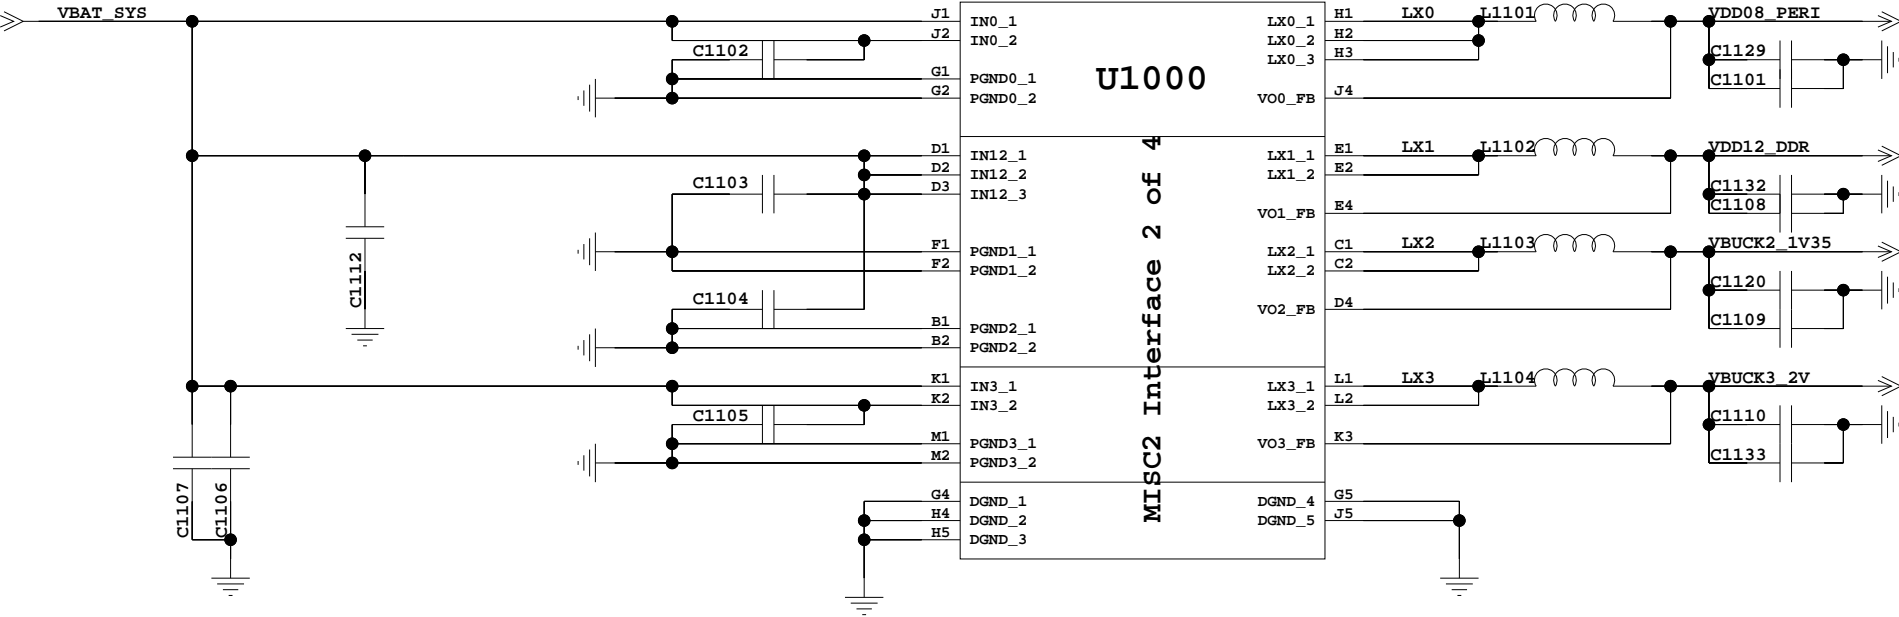 VBAT_SYS J1 IN0_1 LX0_1 H1 LX0 L1101 VDD08_PERI
J2 IN0_2 LX0_2 H2
C1102 LX0_3 H3 C1129
G1 PGND0_1 U1000 C1101
G2 PGND0_2 VO0_FB J4
D1 IN12_1 LX1_1 E1 LX1 L1102 VDD12_DDR
D2 IN12_2 LX1_2 E2
C1103 D3 IN12_3 C1132
VO1_FB E4 C1108
F1 PGND1_1 LX2_1 C1 LX2 L1103 VBUCK2_1V35
F2 PGND1_2 LX2_2 C2
C1112
C1104 VO2_FB D4 C1120
B1 PGND2_1 C1109
B2 PGND2_2
MISC2 Interface 2 of 4
K1 IN3_1 LX3_1 L1 LX3 L1104 VBUCK3_2V
K2 IN3_2 LX3_2 L2
C1105 C1110
M1 PGND3_1 VO3_FB K3
M2 PGND3_2 C1133
C1107 C1106
G4 DGND_1 DGND_4 G5
H4 DGND_2 DGND_5 J5
H5 DGND_3